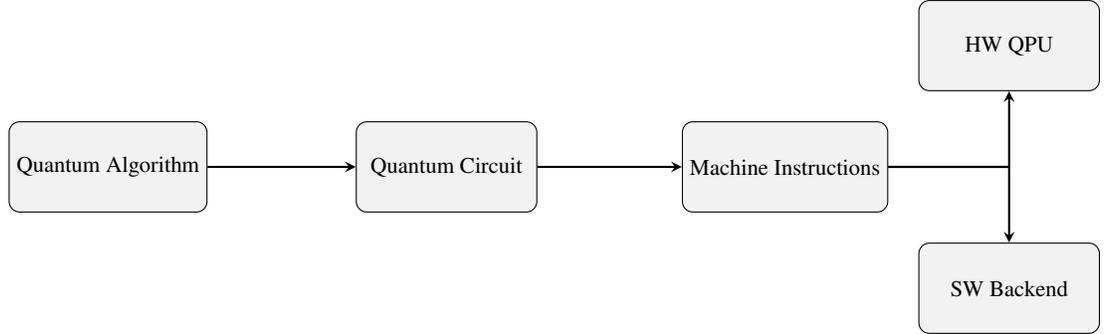 HW QPU
Quantum Algorithm
Quantum Circuit
Machine Instructions
SW Backend